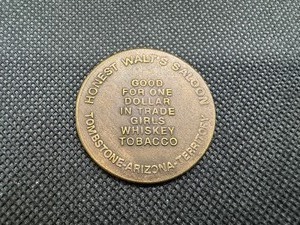 HONEST WALT'S SALOON
GOOD
FOR ONE
DOLLAR
IN TRADE
GIRLS
WHISKEY
TOBACCO
TOMBSTONE-ARIZONA-TERRITORY